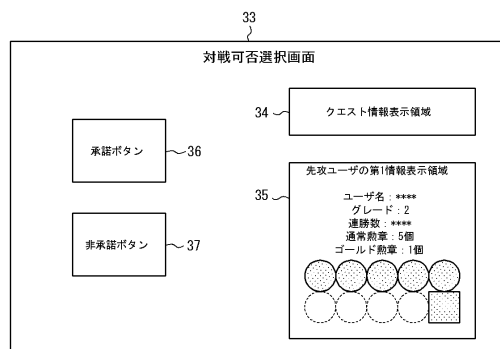 33
対戦可否選択画面
34
クエスト情報表示領域
承諾ボタン
36
35
先攻ユーザの第1情報表示領域
ユーザ名：****
グレード：2
連勝数：****
通常勲章：5個
ゴールド勲章：1個
非承諾ボタン
37